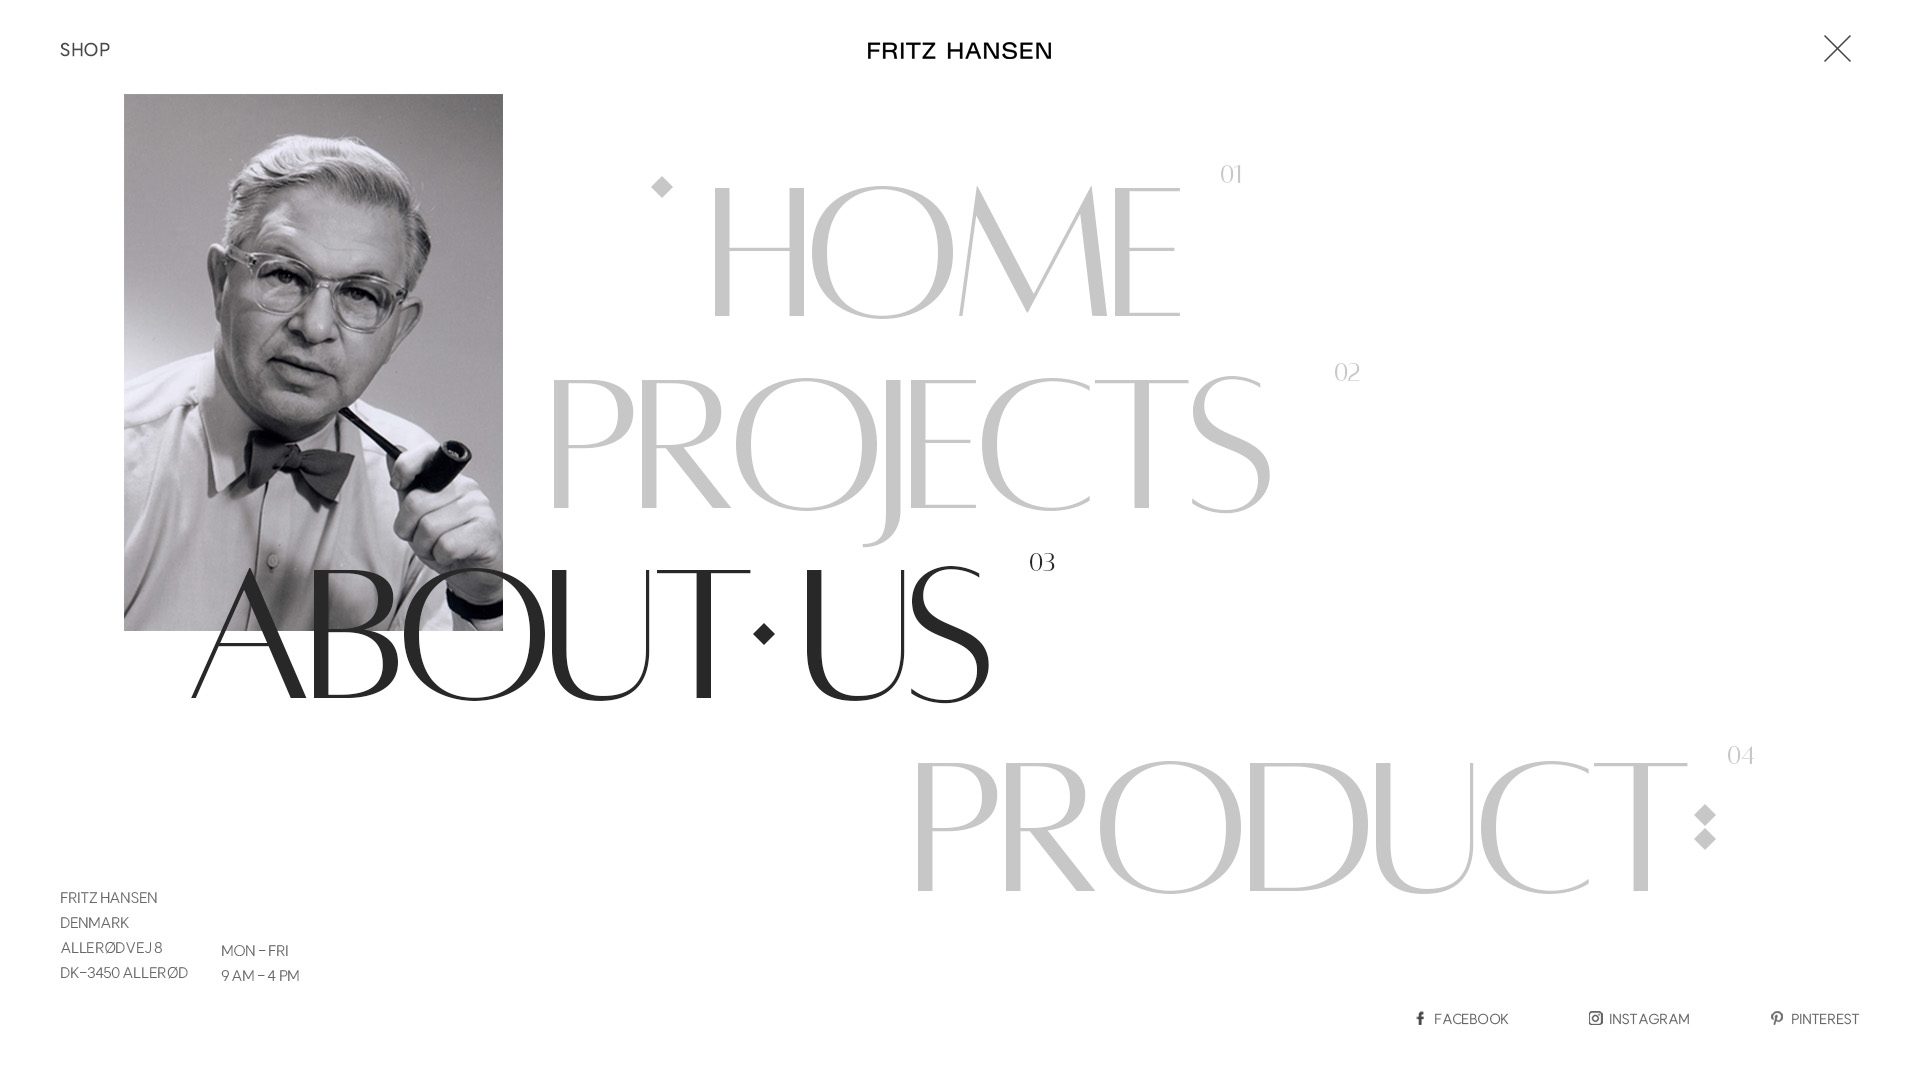 SHOP
FRITZ HANSEN
HOME
01
PROJECTS
02
ABOUT US
03
PRODUCT
04
FRITZ HANSEN
DENMARK
ALLERØDVEJ 8
DK-3450 ALLERØD
MON – FRI
9 AM – 4 PM
FACEBOOK
INSTAGRAM
PINTEREST